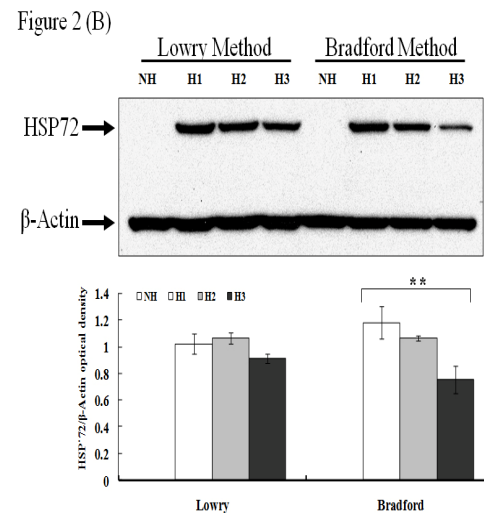 Figure 2 (B)
Lowry Method Bradford Method
NH H1 H2 H3 NH H1 H2 H3
HSP72
β-Actin
HSP72/β-Actin optical density
1.4
1.2
1
0.8
0.6
0.4
0.2
0
NH H1 H2 H3
**
Lowry Bradford